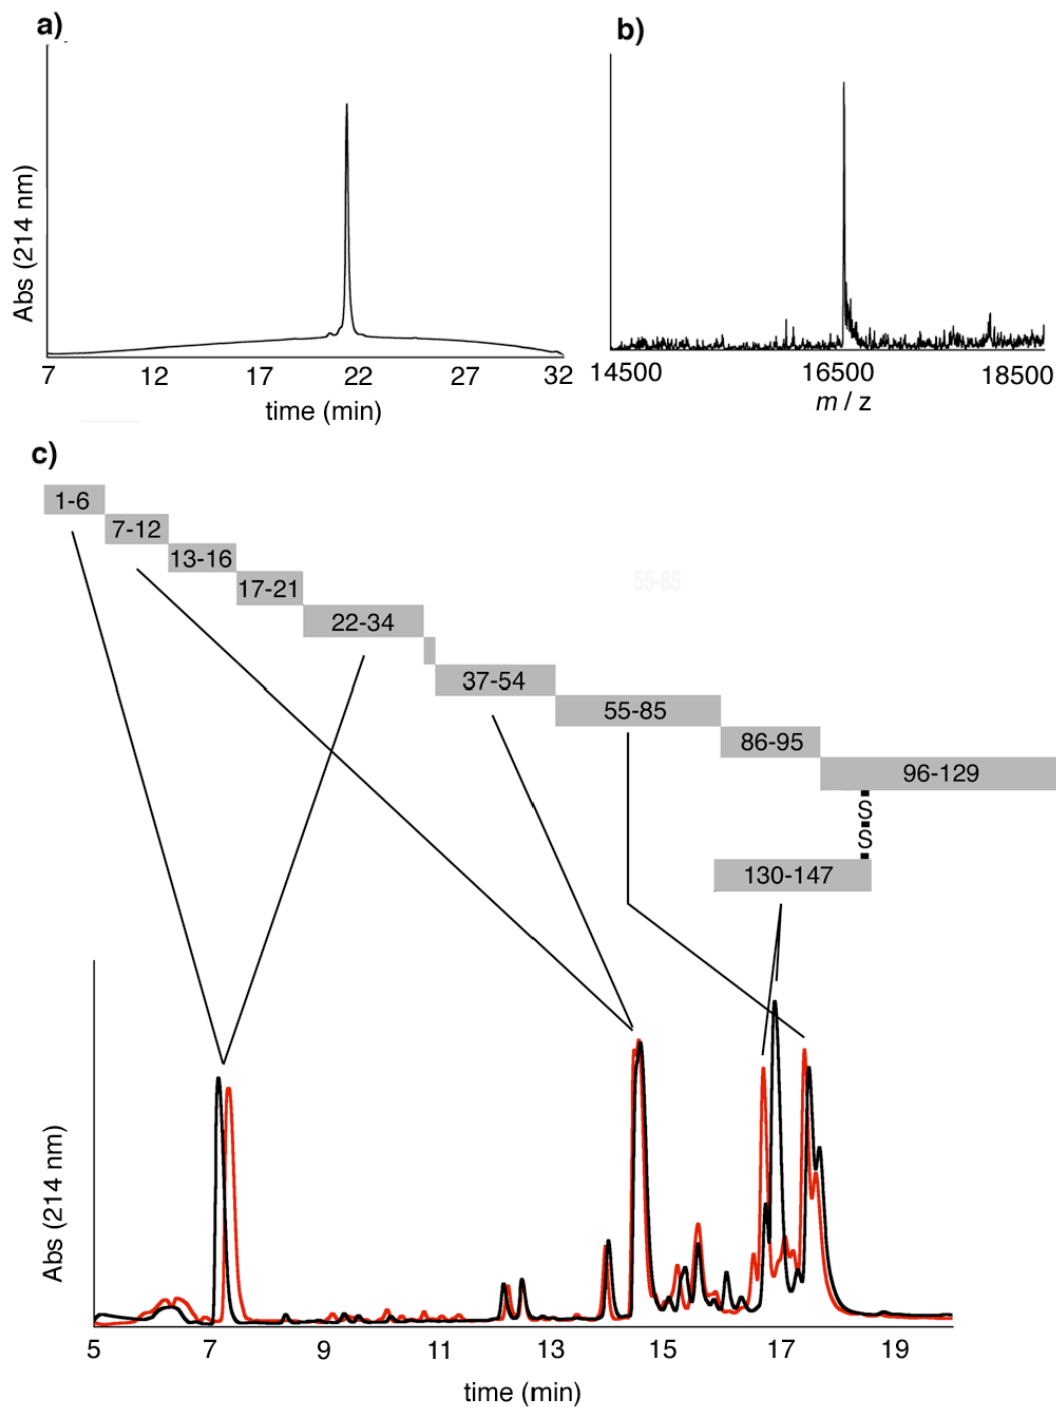 a)
Abs (214 nm)
7 12 17 22 27 32
time (min)
b)
14500 16500 18500
m / z
c)
1-6
7-12
13-16
17-21
22-34
37-54
55-85
55-85
86-95
96-129
S
S
130-147
Abs (214 nm)
5 7 9 11 13 15 17 19
time (min)